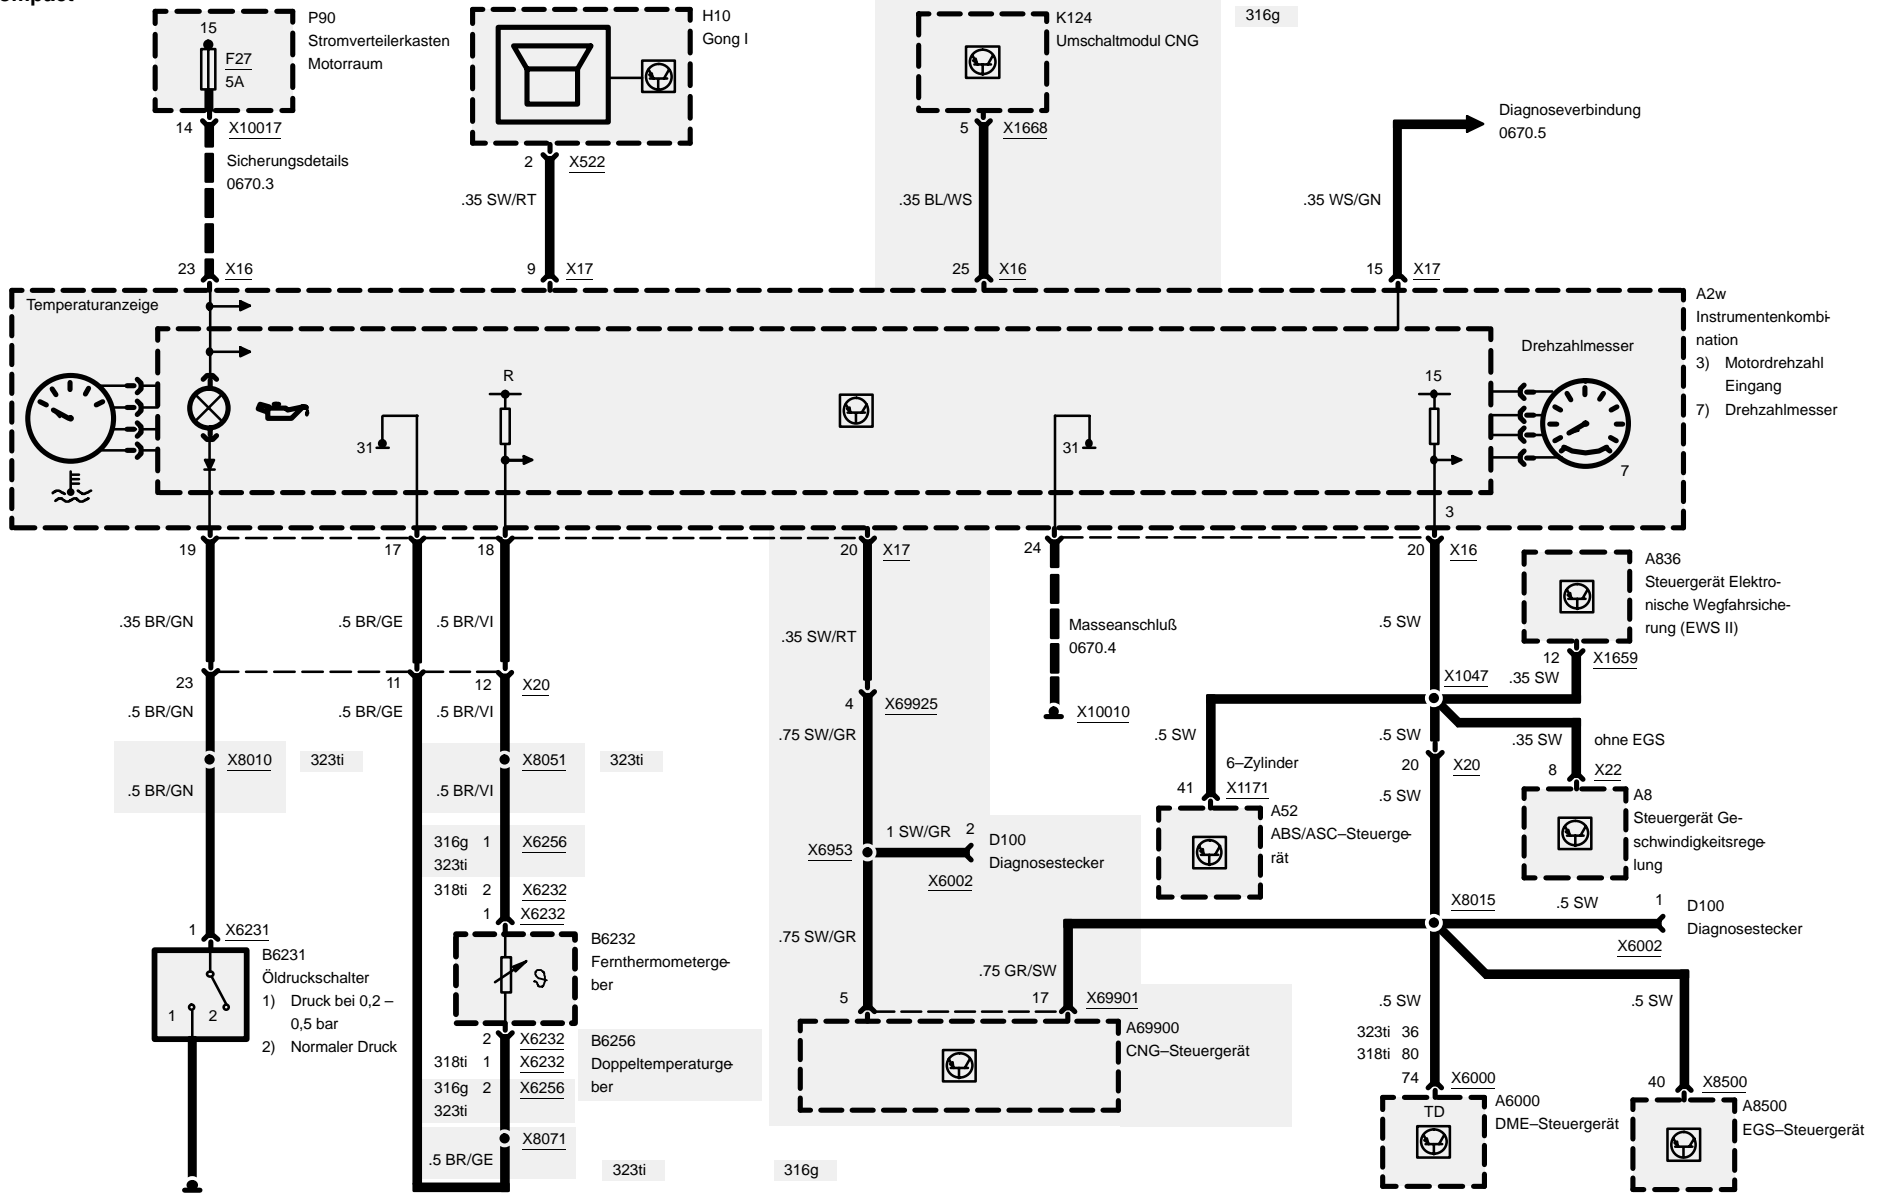 15
F27
5A
P90
Stromverteilerkasten
Motorraum
14 X10017
Sicherungsdetails
0670.3
23 X16
H10
Gong I
2 X522
.35 SW/RT
9 X17
K124
Umschaltmodul CNG
316g
5 X1668
.35 BL/WS
25 X16
Diagnoseverbindung
0670.5
.35 WS/GN
15 X17
Temperaturanzeige
R
31
31
15
Drehzahlmesser
7
3
A2w
Instrumentenkombi-
nation
3) Motordrehzahl
Eingang
7) Drehzahlmesser
19
17
18
20 X17
24
20 X16
.35 BR/GN
.5 BR/GE
.5 BR/VI
.35 SW/RT
Masseanschluß
0670.4
X10010
.5 SW
A836
Steuergerät Elektro-
nische Wegfahrsiche-
rung (EWS II)
12 X1659
.35 SW
X1047
23
11
12 X20
.5 BR/GN
.5 BR/GE
.5 BR/VI
4 X69925
.75 SW/GR
.5 SW
.5 SW
.35 SW
ohne EGS
X8010
323ti
X8051
323ti
6–Zylinder
41 X1171
20 X20
8 X22
.5 BR/GN
.5 BR/VI
.5 SW
A52
ABS/ASC–Steuerge-
rät
A8
Steuergerät Ge-
schwindigkeitsrege-
lung
316g 1 X6256
323ti
318ti 2 X6232
1 X6232
X6953
1 SW/GR 2
X6002
D100
Diagnosestecker
X8015
.5 SW
1
X6002
D100
Diagnosestecker
1 X6231
B6231
Öldruckschalter
1) Druck bei 0,2 –
0,5 bar
2) Normaler Druck
1 2
B6232
Fernthermometerge-
ber
ϑ
.75 SW/GR
.75 GR/SW
5
17 X69901
A69900
CNG–Steuergerät
2 X6232
318ti 1 X6232
316g 2 X6256
323ti
B6256
Doppeltemperaturge-
ber
X8071
.5 BR/GE
323ti
316g
.5 SW
323ti 36
318ti 80
74 X6000
TD
A6000
DME–Steuergerät
.5 SW
40 X8500
A8500
EGS–Steuergerät